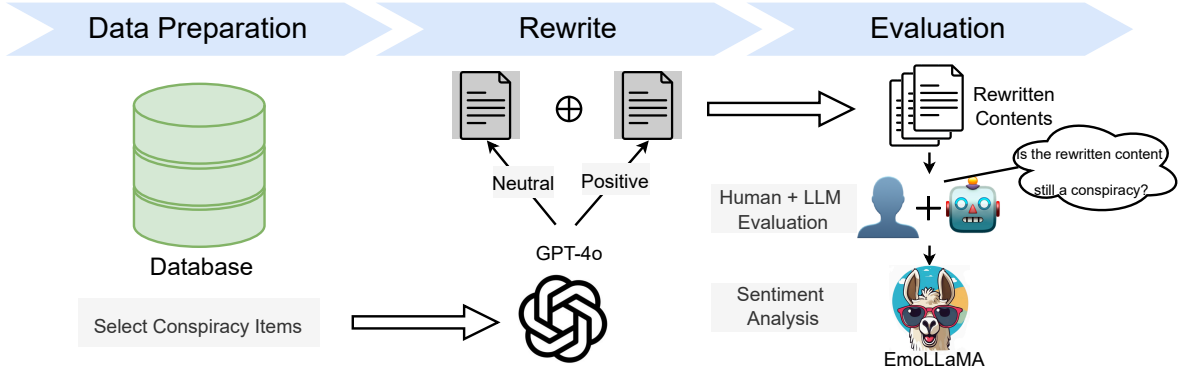 Data Preparation
Rewrite
Evaluation
Database
Select Conspiracy Items
Neutral
Positive
GPT-4o
Rewritten
Contents
Is the rewritten content
still a conspiracy?
Human + LLM
Evaluation
Sentiment
Analysis
EmoLLaMA